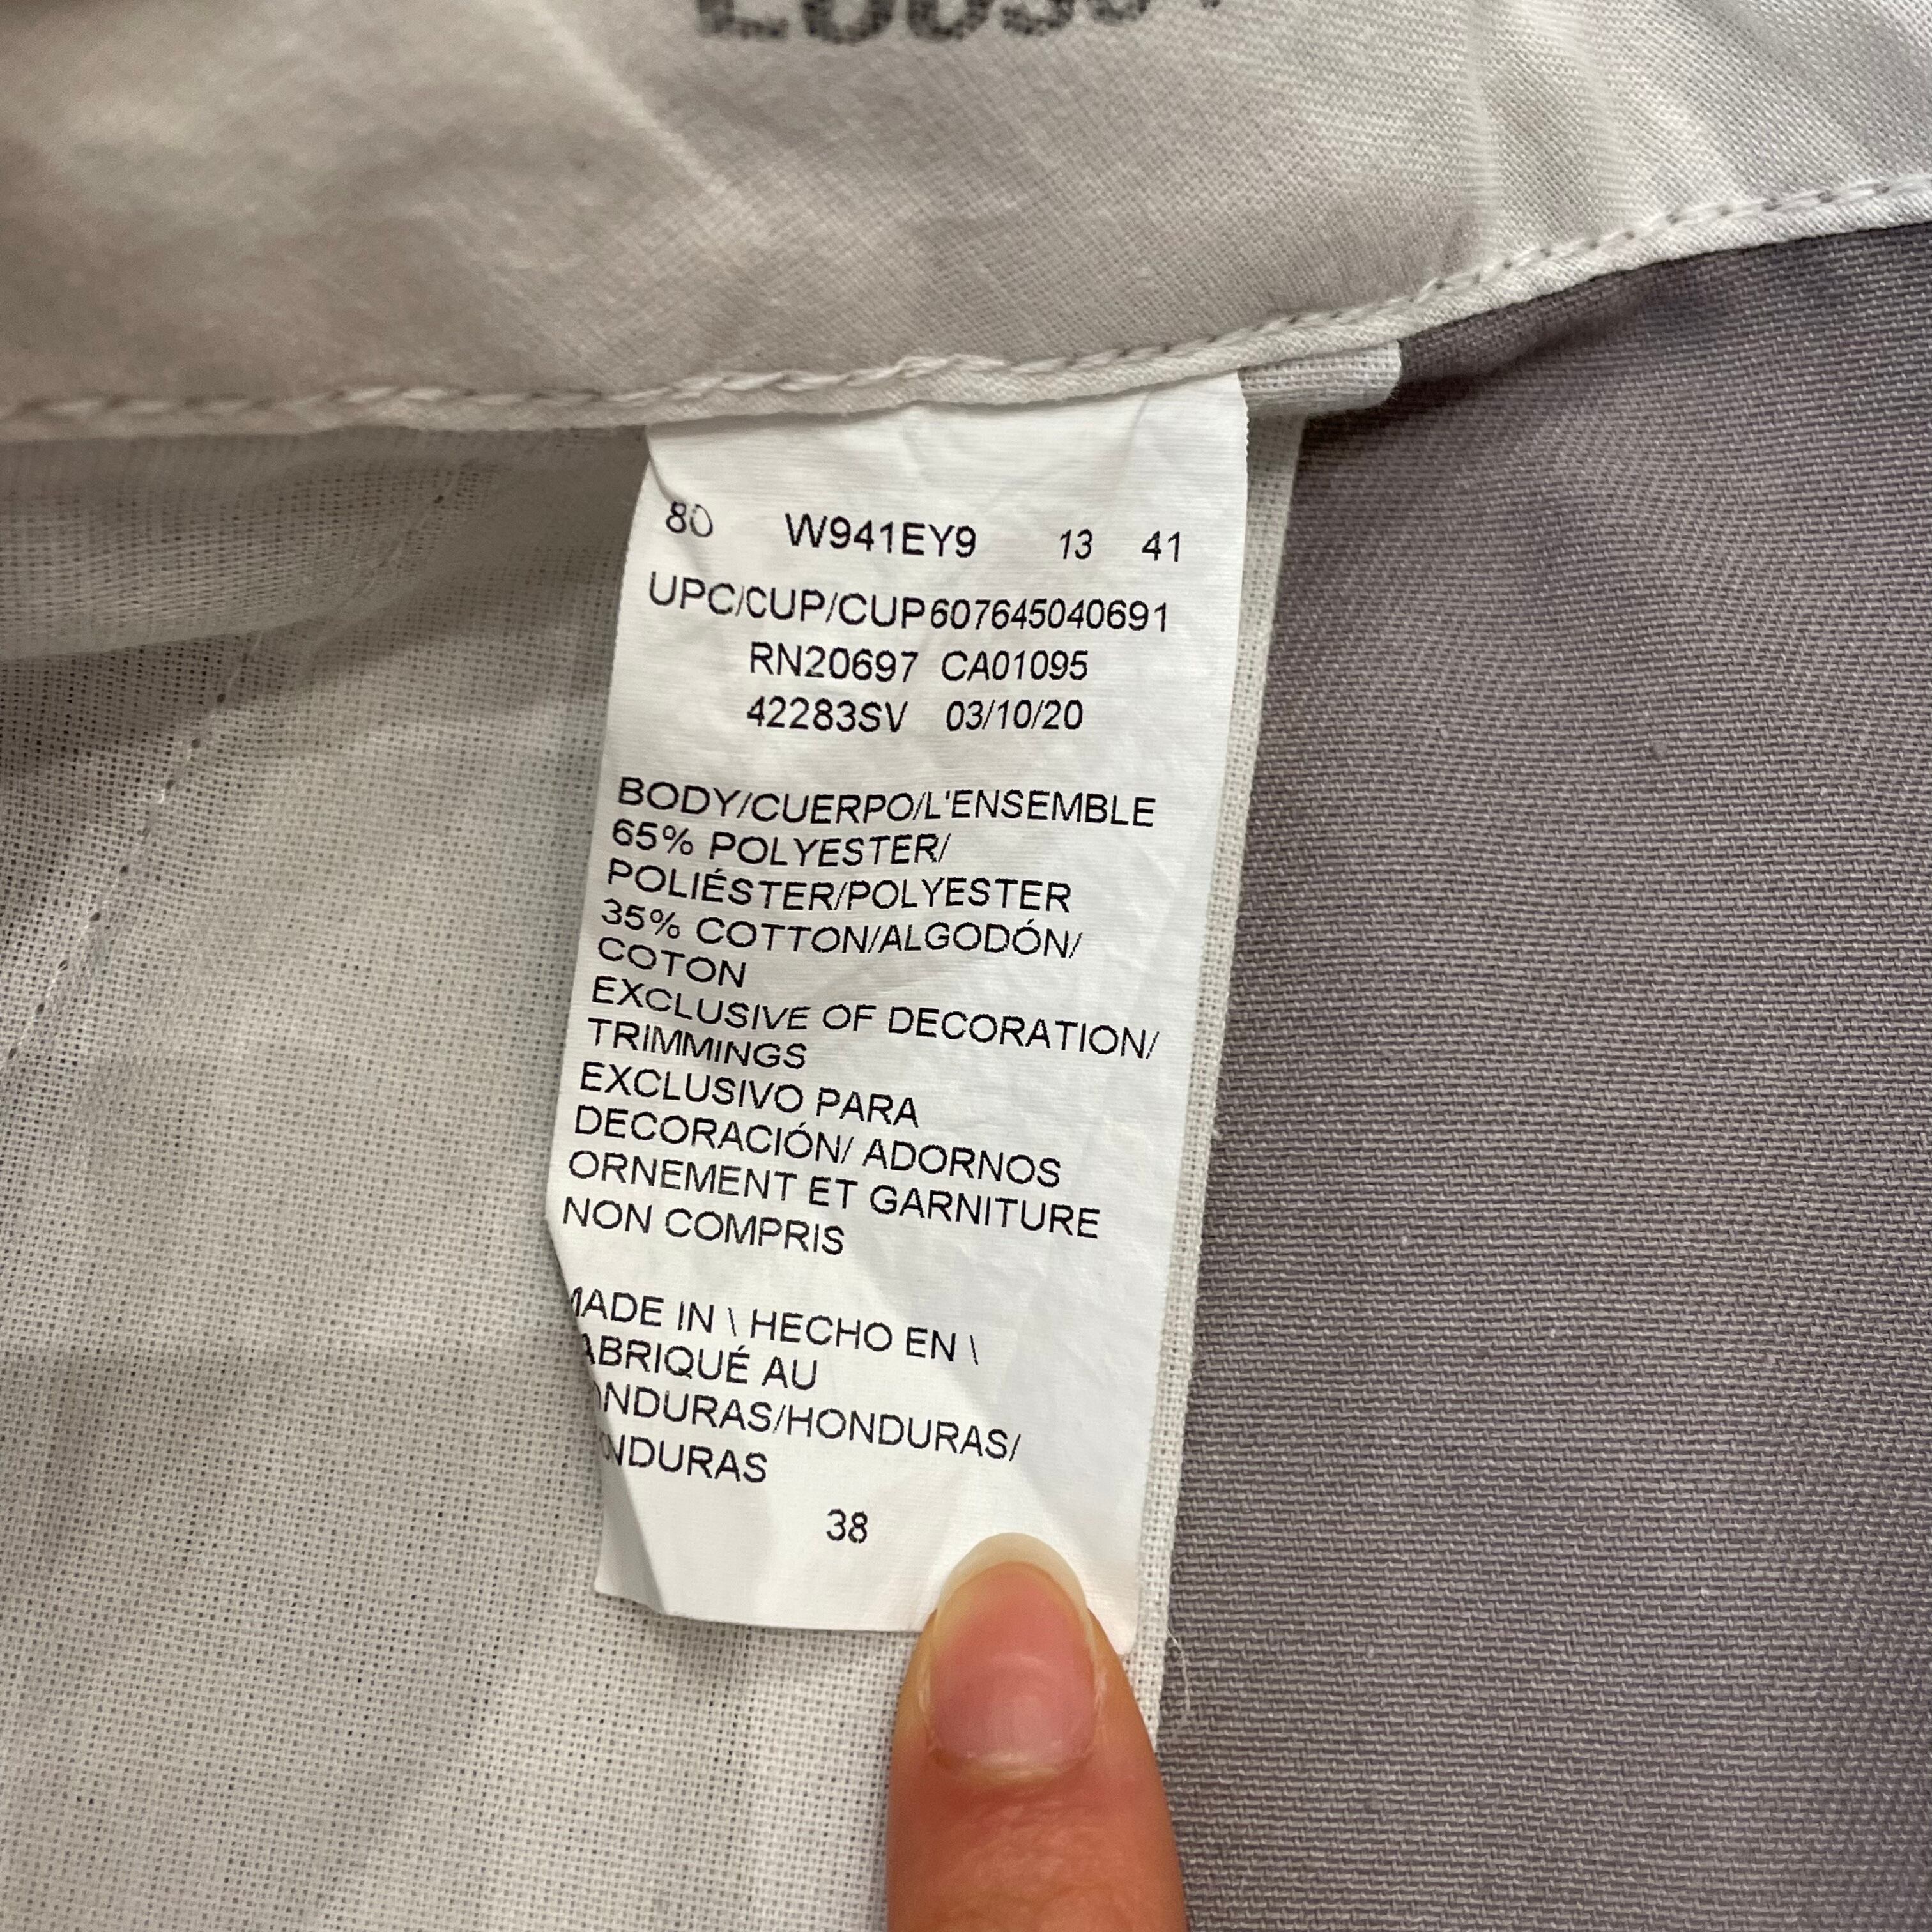 80 W941EY9 13 41
UPC/CUP/CUP607645040691
RN20697 CA01095
42283SV 03/10/20
BODY/CUERPO/L'ENSEMBLE
65% POLYESTER/
POLIÉSTER/POLYESTER
35% COTTON/ALGODÓN/
COTON
EXCLUSIVE OF DECORATION/
TRIMMINGS
EXCLUSIVO PARA
DECORACIÓN/ ADORNOS
ORNEMENT ET GARNITURE
NON COMPRIS
MADE IN \ HECHO EN \
ABRIQUÉ AU
ONDURAS/HONDURAS/
ONDURAS
38